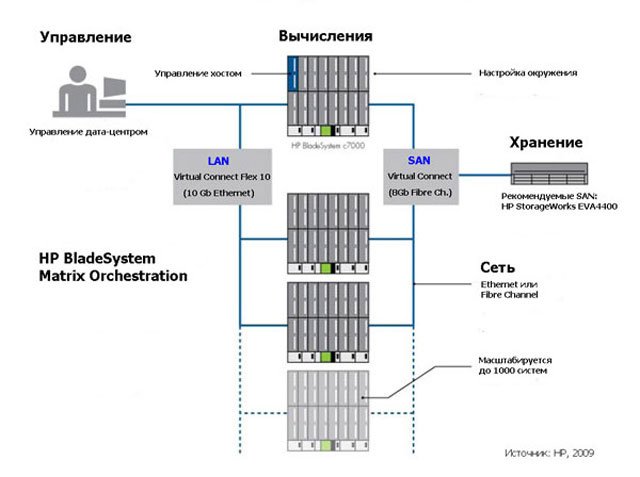 Управление
Вычисления
Управление хостом
Настройка окружения
Управление дата-центром
HP BladeSystem c7000
LAN
Virtual Connect Flex 10
(10 Gb Ethernet)
SAN
Virtual Connect
(8Gb Fibre Ch.)
Хранение
Рекомендуемые SAN:
HP StorageWorks EVA4400
HP BladeSystem
Matrix Orchestration
Сеть
Ethernet или
Fibre Channel
Масштабируется
до 1000 систем
Источник: HP, 2009